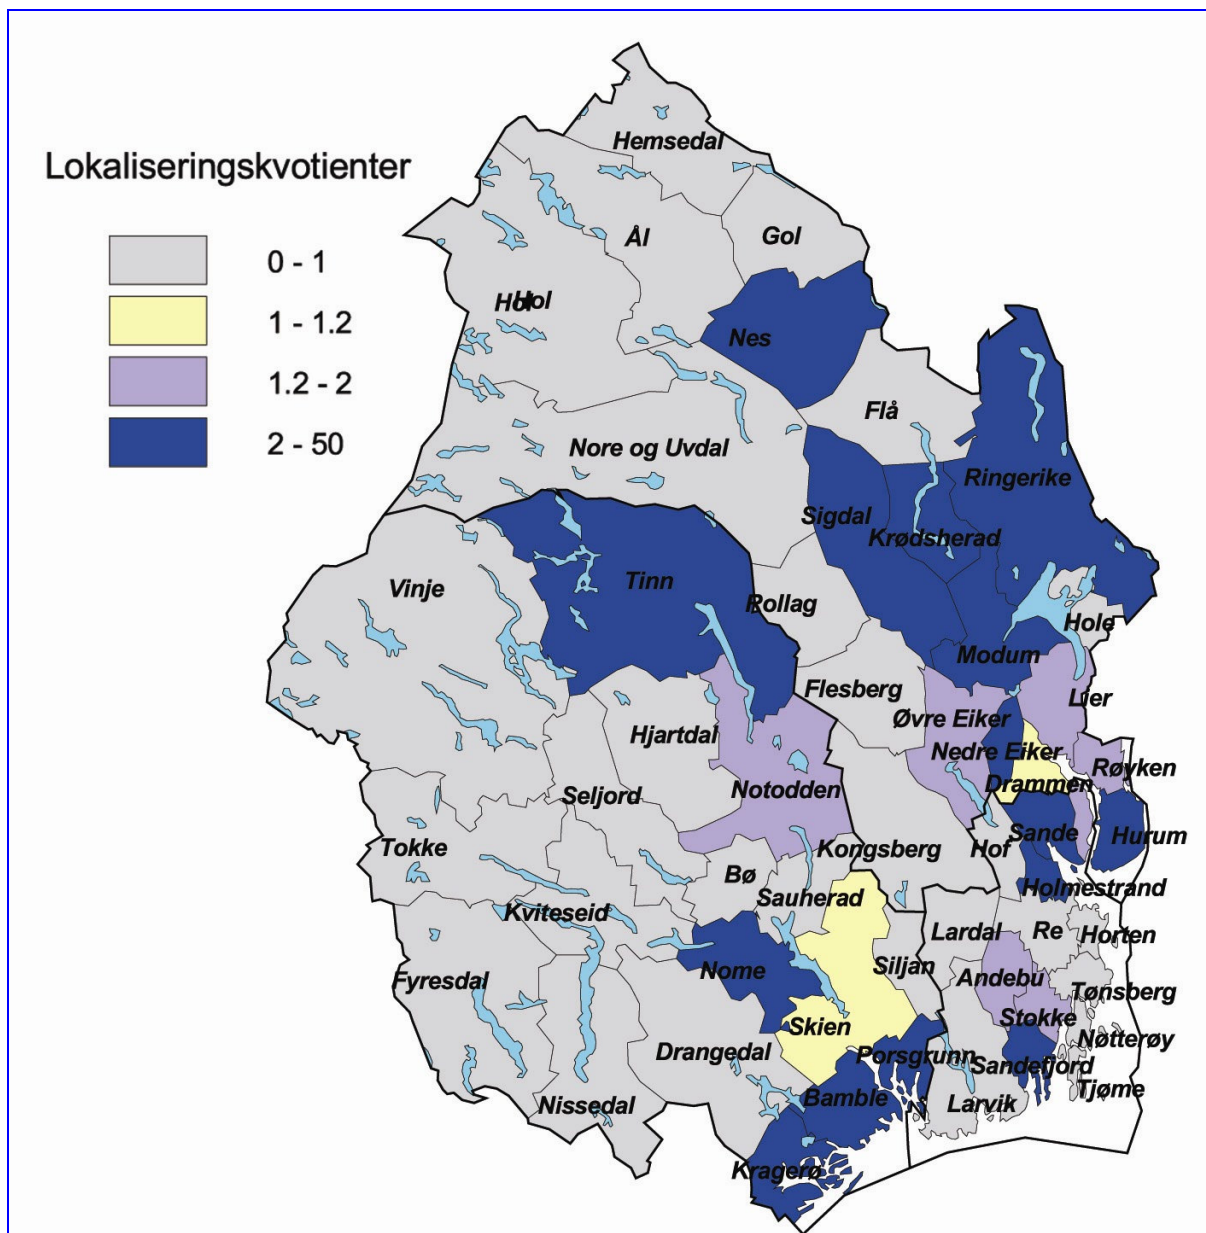 Lokaliseringskvotienter
0 - 1
1 - 1.2
1.2 - 2
2 - 50
Hemsedal
Ål
Gol
Hol
Hol
Nes
Flå
Nore og Uvdal
Ringerike
Sigdal
Krødsherad
Vinje
Tinn
Rollag
Hole
Modum
Flesberg
Lier
Øvre Eiker
Hjartdal
Nedre Eiker
Røyken
Drammen
Notodden
Seljord
Sande
Hurum
Tokke
Kongsberg
Hof
Bø
Holmestrand
Sauherad
Kviteseid
Lardal
Re
Horten
Siljan
Nome
Fyresdal
Andebu
Tønsberg
Stokke
Skien
Nøtterøy
Drangedal
Porsgrunn
Sandefjord
Tjøme
Bamble
Larvik
Nissedal
Kragerø